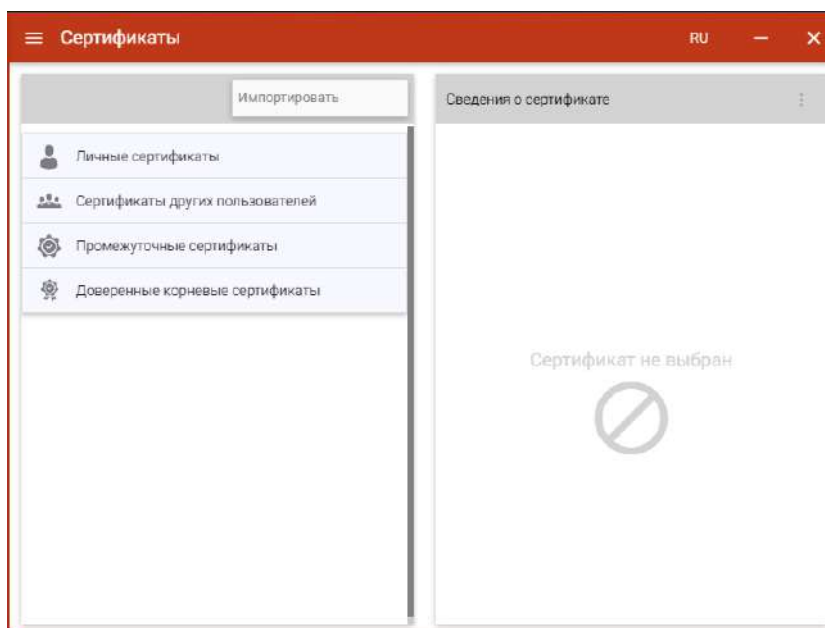 Сертификаты
RU
Импортировать
Личные сертификаты
Сертификаты других пользователей
Промежуточные сертификаты
Доверенные корневые сертификаты
Сведения о сертификате
Сертификат не выбран